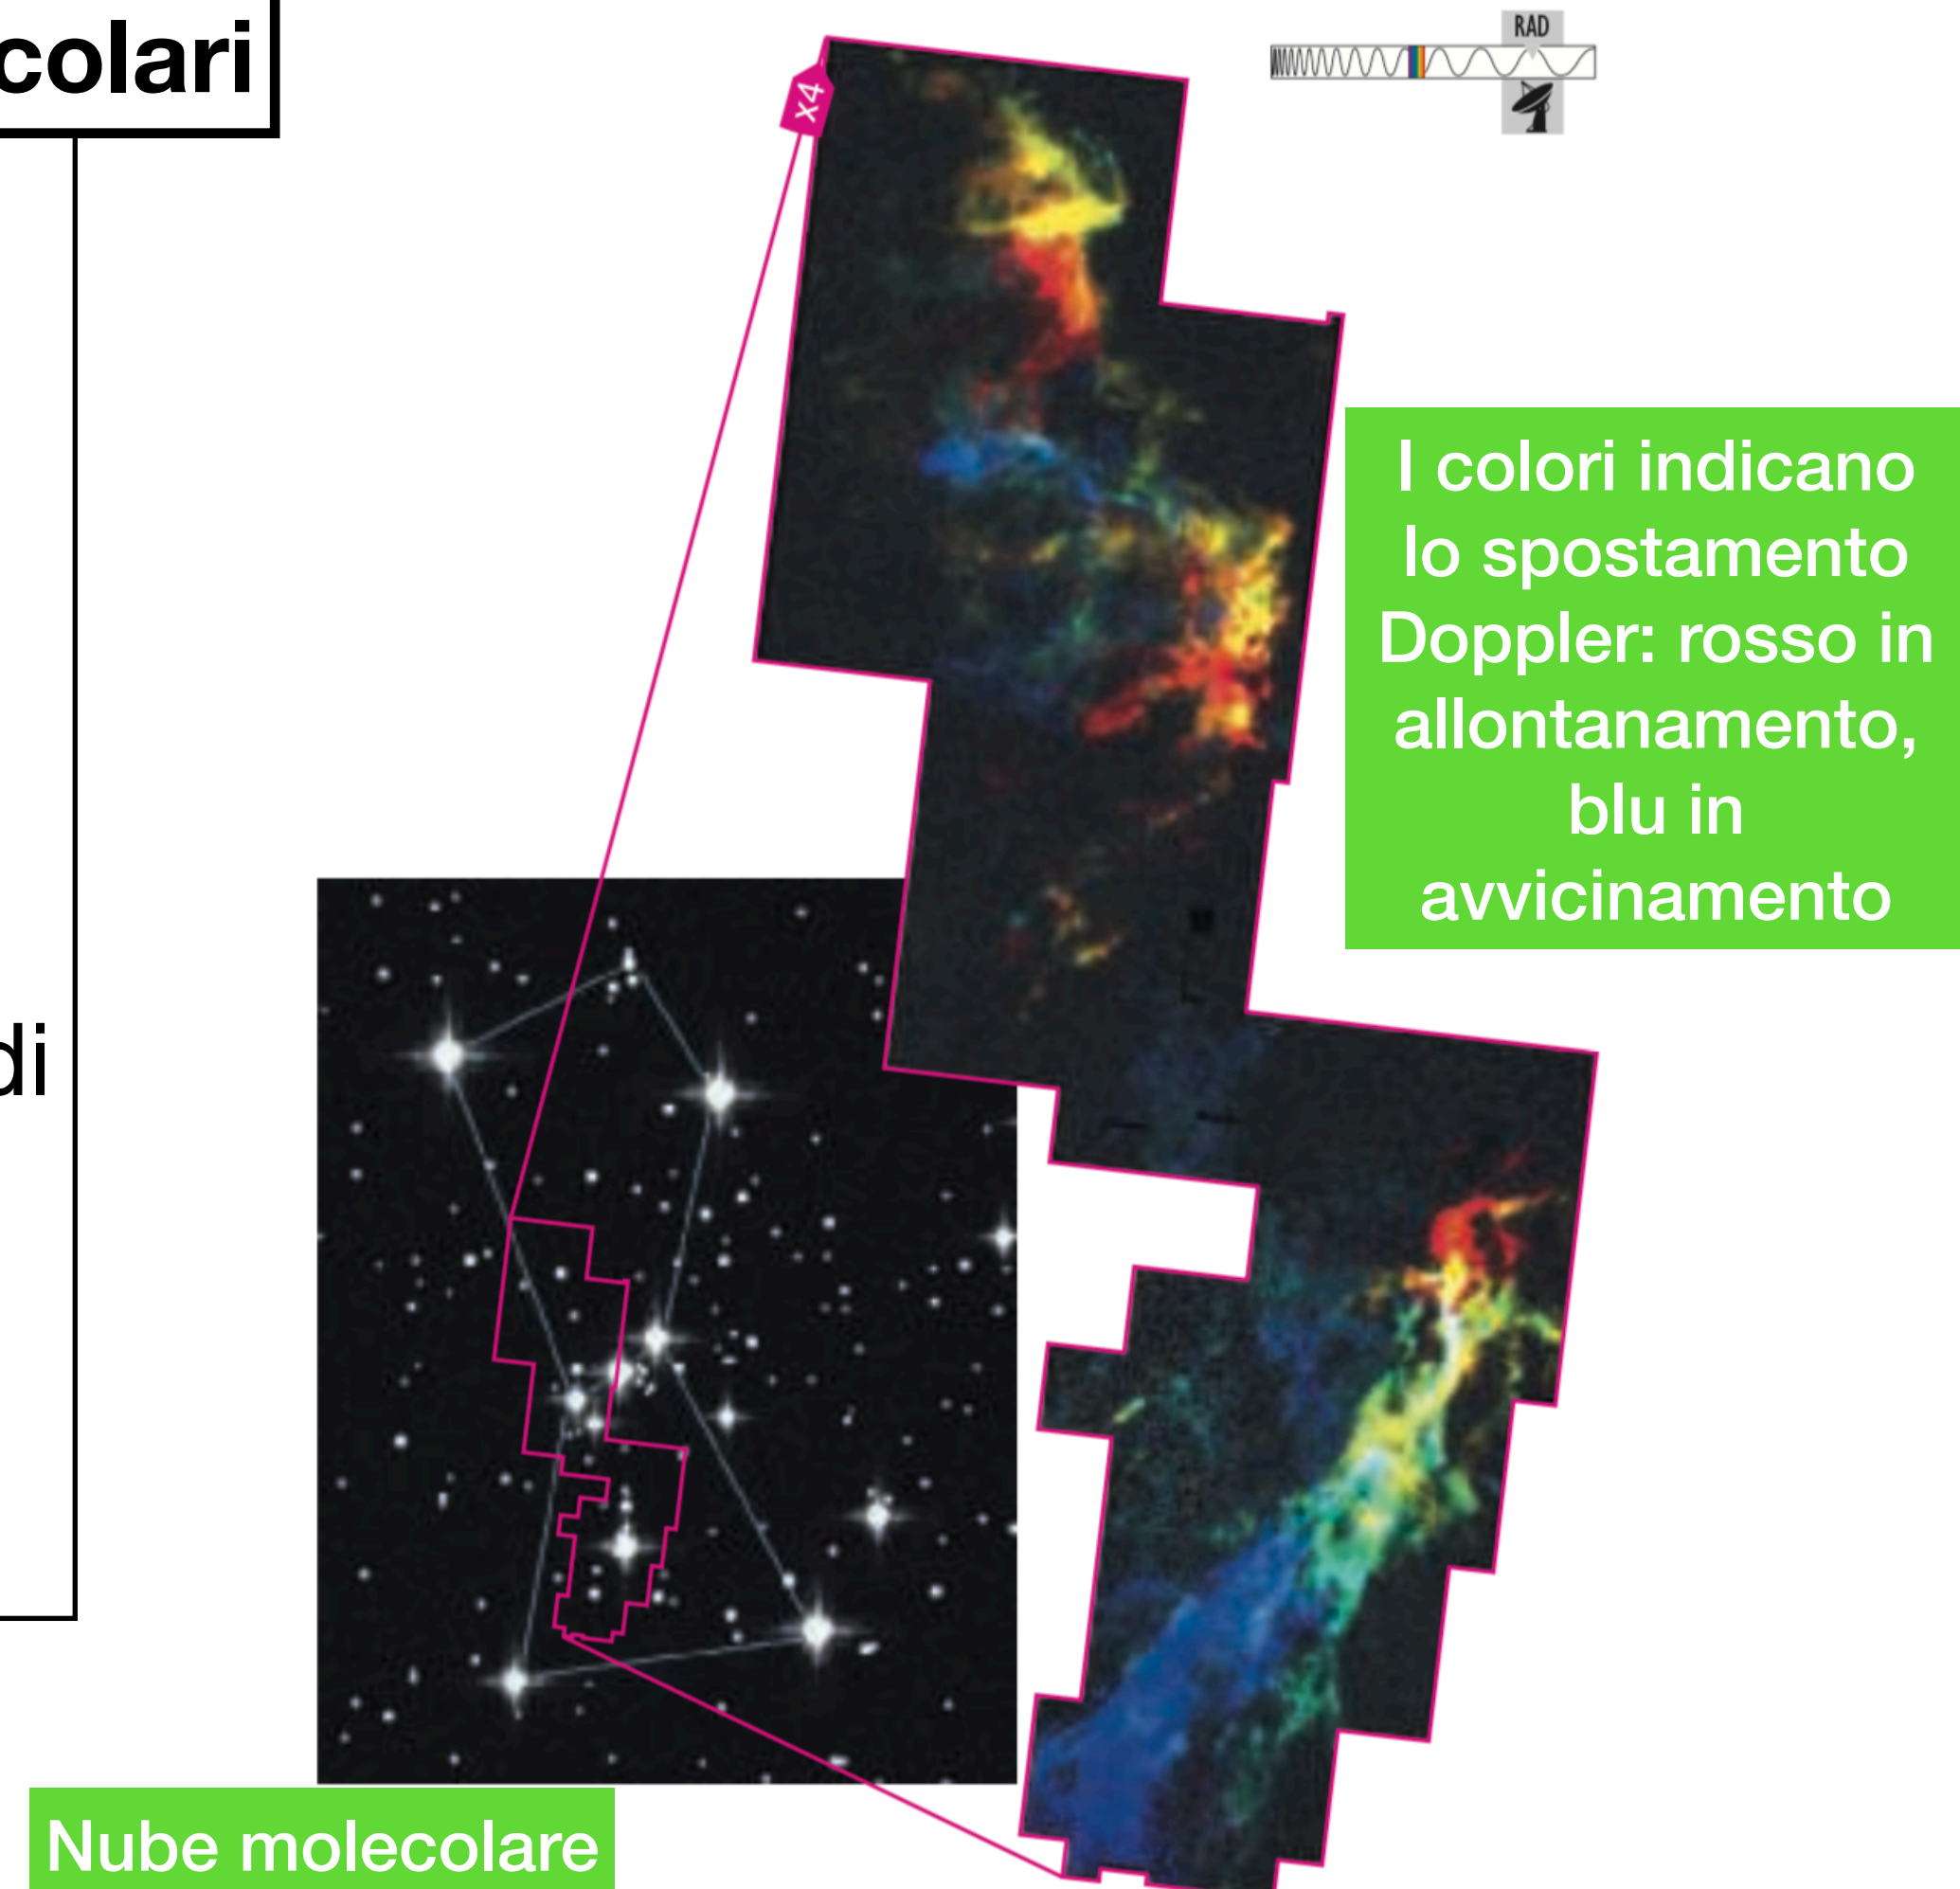 colari
RAD
x4
I colori indicano
lo spostamento
Doppler: rosso in
allontanamento,
blu in
avvicinamento
di
Nube molecolare